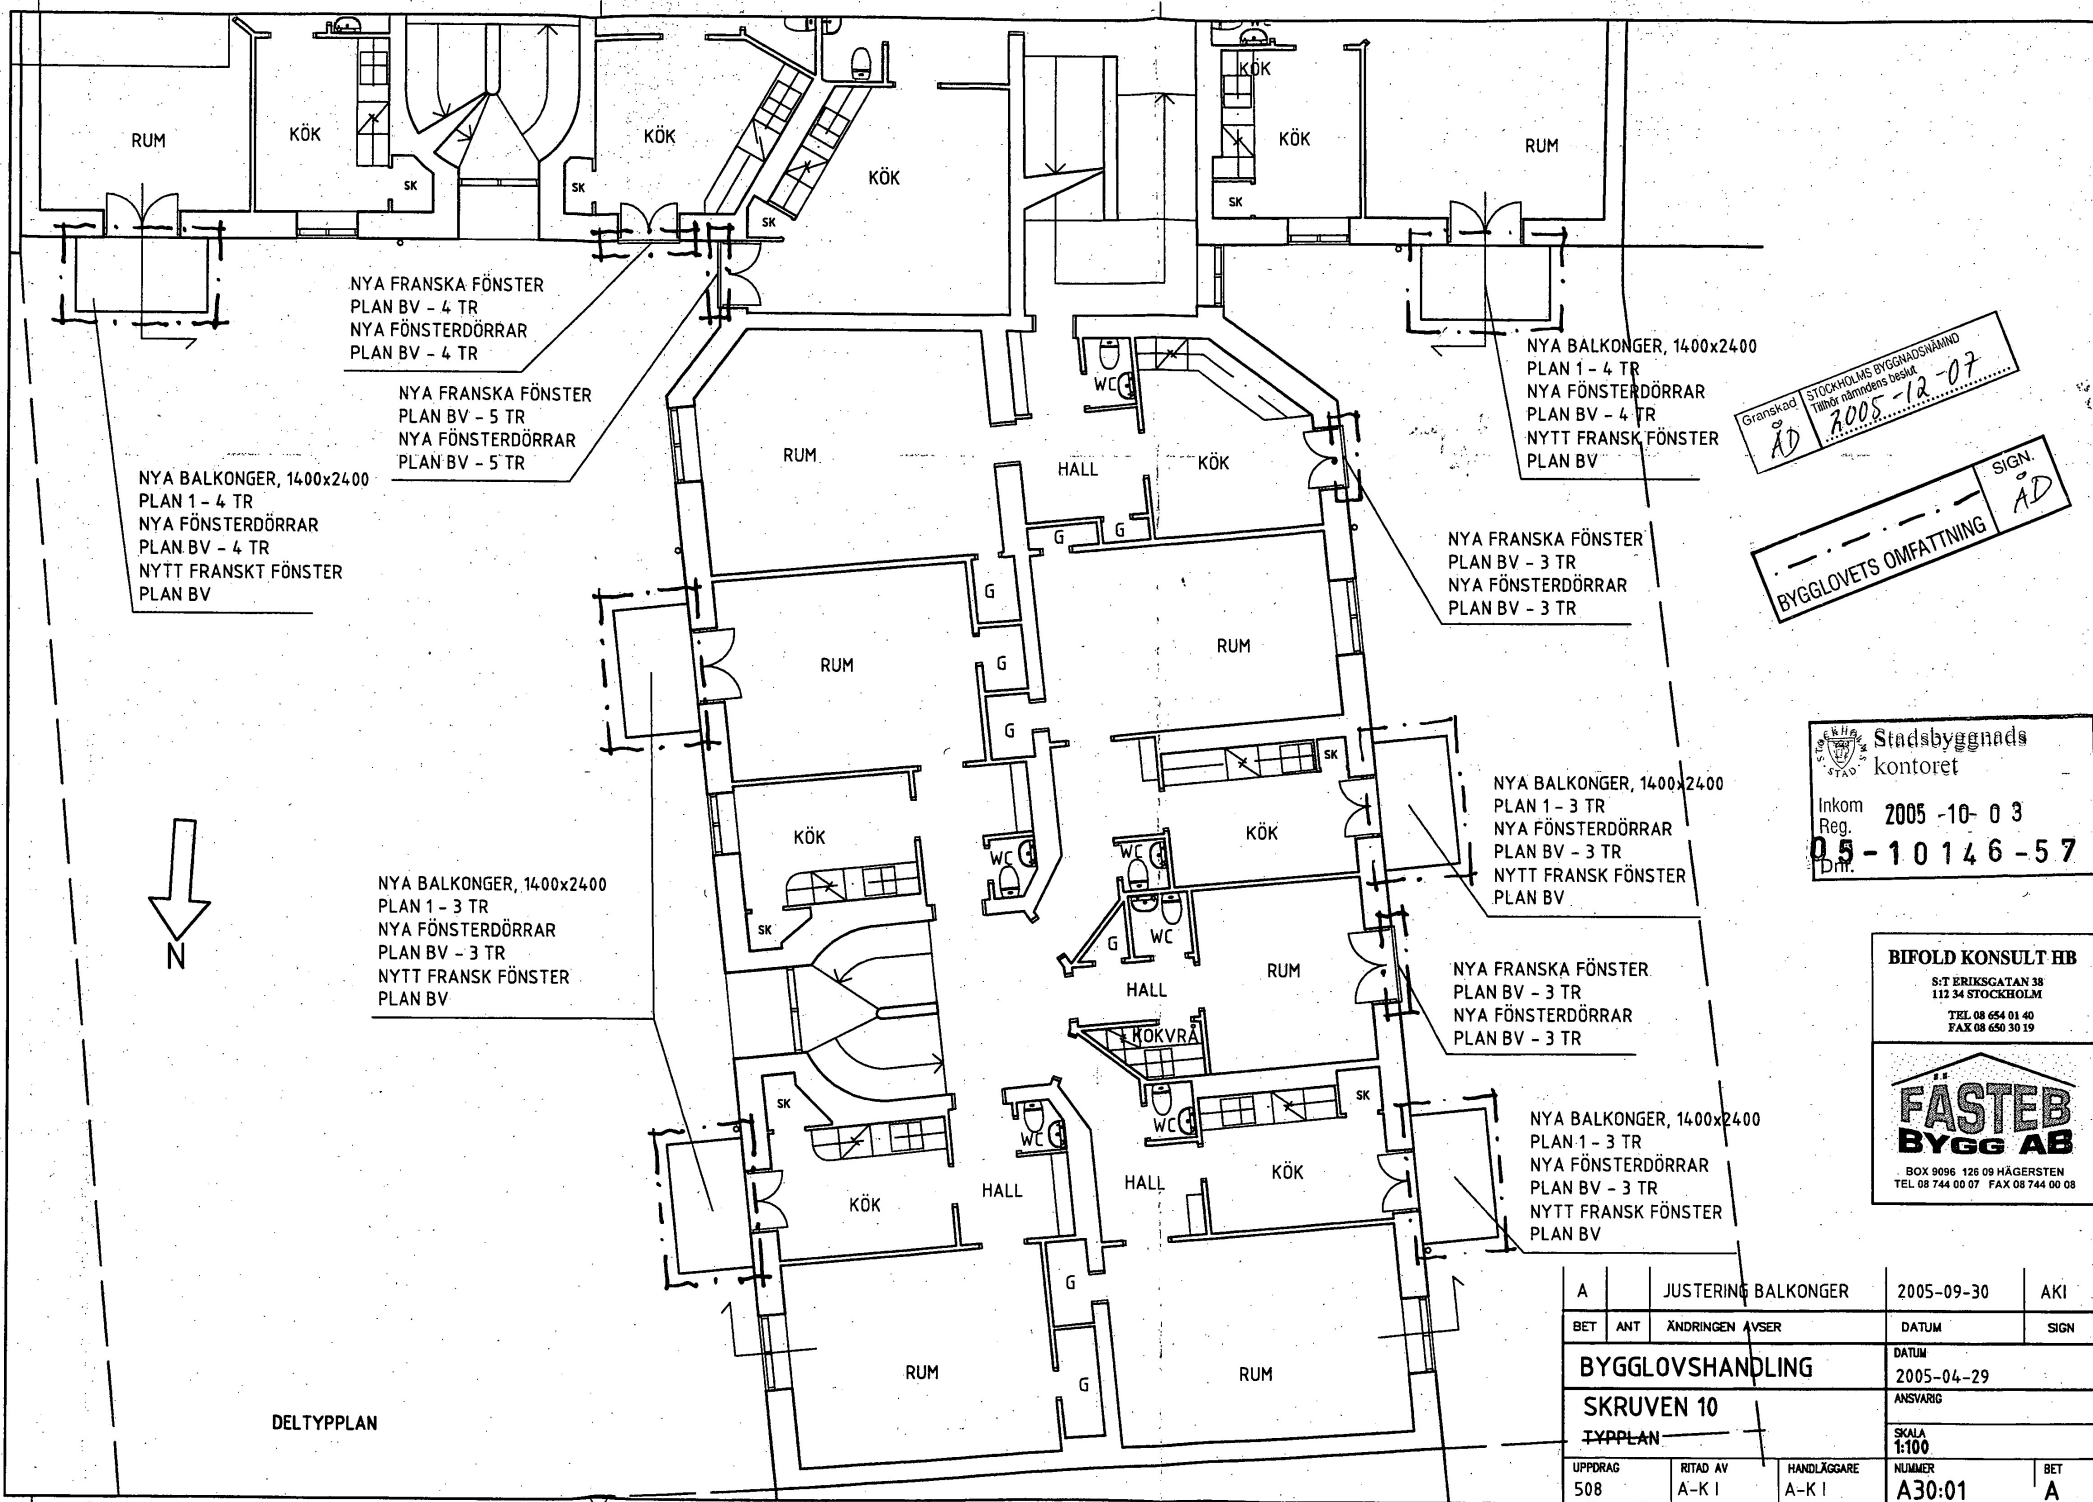 WC
KÖK
RUM
KÖK
KÖK
KÖK
KÖK
RUM
SK
SK
SK
SK
NYA FRANSKA FÖNSTER
PLAN BV - 4 TR
NYA FÖNSTERDÖRRAR
PLAN BV - 4 TR
NYA FRANSKA FÖNSTER
PLAN BV - 5 TR
NYA FÖNSTERDÖRRAR
PLAN BV - 5 TR
NYA BALKONGER, 1400x2400
PLAN 1 - 4 TR
NYA FÖNSTERDÖRRAR
PLAN BV - 4 TR
NYTT FRANSKT FÖNSTER
PLAN BV
NYA BALKONGER, 1400x2400
PLAN 1 - 4 TR
NYA FÖNSTERDÖRRAR
PLAN BV - 4 TR
NYTT FRANSK FÖNSTER
PLAN BV
Granskad
ÅD
STOCKHOLMS BYGGNADSNÄMND
Tillhör nämndens beslut
2005-12-07
SIGN.
ÅD
BYGGLOVETS OMFATTNING
WC
RUM
HALL
KÖK
G
G
NYA FRANSKA FÖNSTER
PLAN BV - 3 TR
NYA FÖNSTERDÖRRAR
PLAN BV - 3 TR
G
RUM
G
RUM
G
SK
STOCKHOLMS STAD
Stadsbyggnads
kontoret
Inkom
Reg. 2005 -10- 0 3
05-10146-57
Dnr.
NYA BALKONGER, 1400x2400
PLAN 1 - 3 TR
NYA FÖNSTERDÖRRAR
PLAN BV - 3 TR
NYTT FRANSK FÖNSTER
PLAN BV
KÖK
WC
WC
KÖK
N
NYA BALKONGER, 1400x2400
PLAN 1 - 3 TR
NYA FÖNSTERDÖRRAR
PLAN BV - 3 TR
NYTT FRANSK FÖNSTER
PLAN BV
SK
G
WC
RUM
HALL
KOKVRÅ
NYA FRANSKA FÖNSTER
PLAN BV - 3 TR
NYA FÖNSTERDÖRRAR
PLAN BV - 3 TR
BIFOLD KONSULT HB
S:T ERIKSGATAN 38
112 34 STOCKHOLM
TEL 08 654 01 40
FAX 08 650 30 19
FÄSTEB
BYGG AB
BOX 9096 126 09 HÄGERSTEN
TEL 08 744 00 07 FAX 08 744 00 08
SK
WC
WC
SK
KÖK
HALL
HALL
KÖK
NYA BALKONGER, 1400x2400
PLAN 1 - 3 TR
NYA FÖNSTERDÖRRAR
PLAN BV - 3 TR
NYTT FRANSK FÖNSTER
PLAN BV
G
RUM
G
RUM
DELTYPPLAN
A JUSTERING BALKONGER 2005-09-30 AKI
BET ANT ÄNDRINGEN AVSER DATUM SIGN
BYGGLOVSHANDLING
DATUM
2005-04-29
SKRUVEN 10
TYPPLAN
ANSVARIG
SKALA
1:100
UPPDRAG RITAD AV HANDLÄGGARE NUMMER BET
508 A-K I A-K I A30:01 A